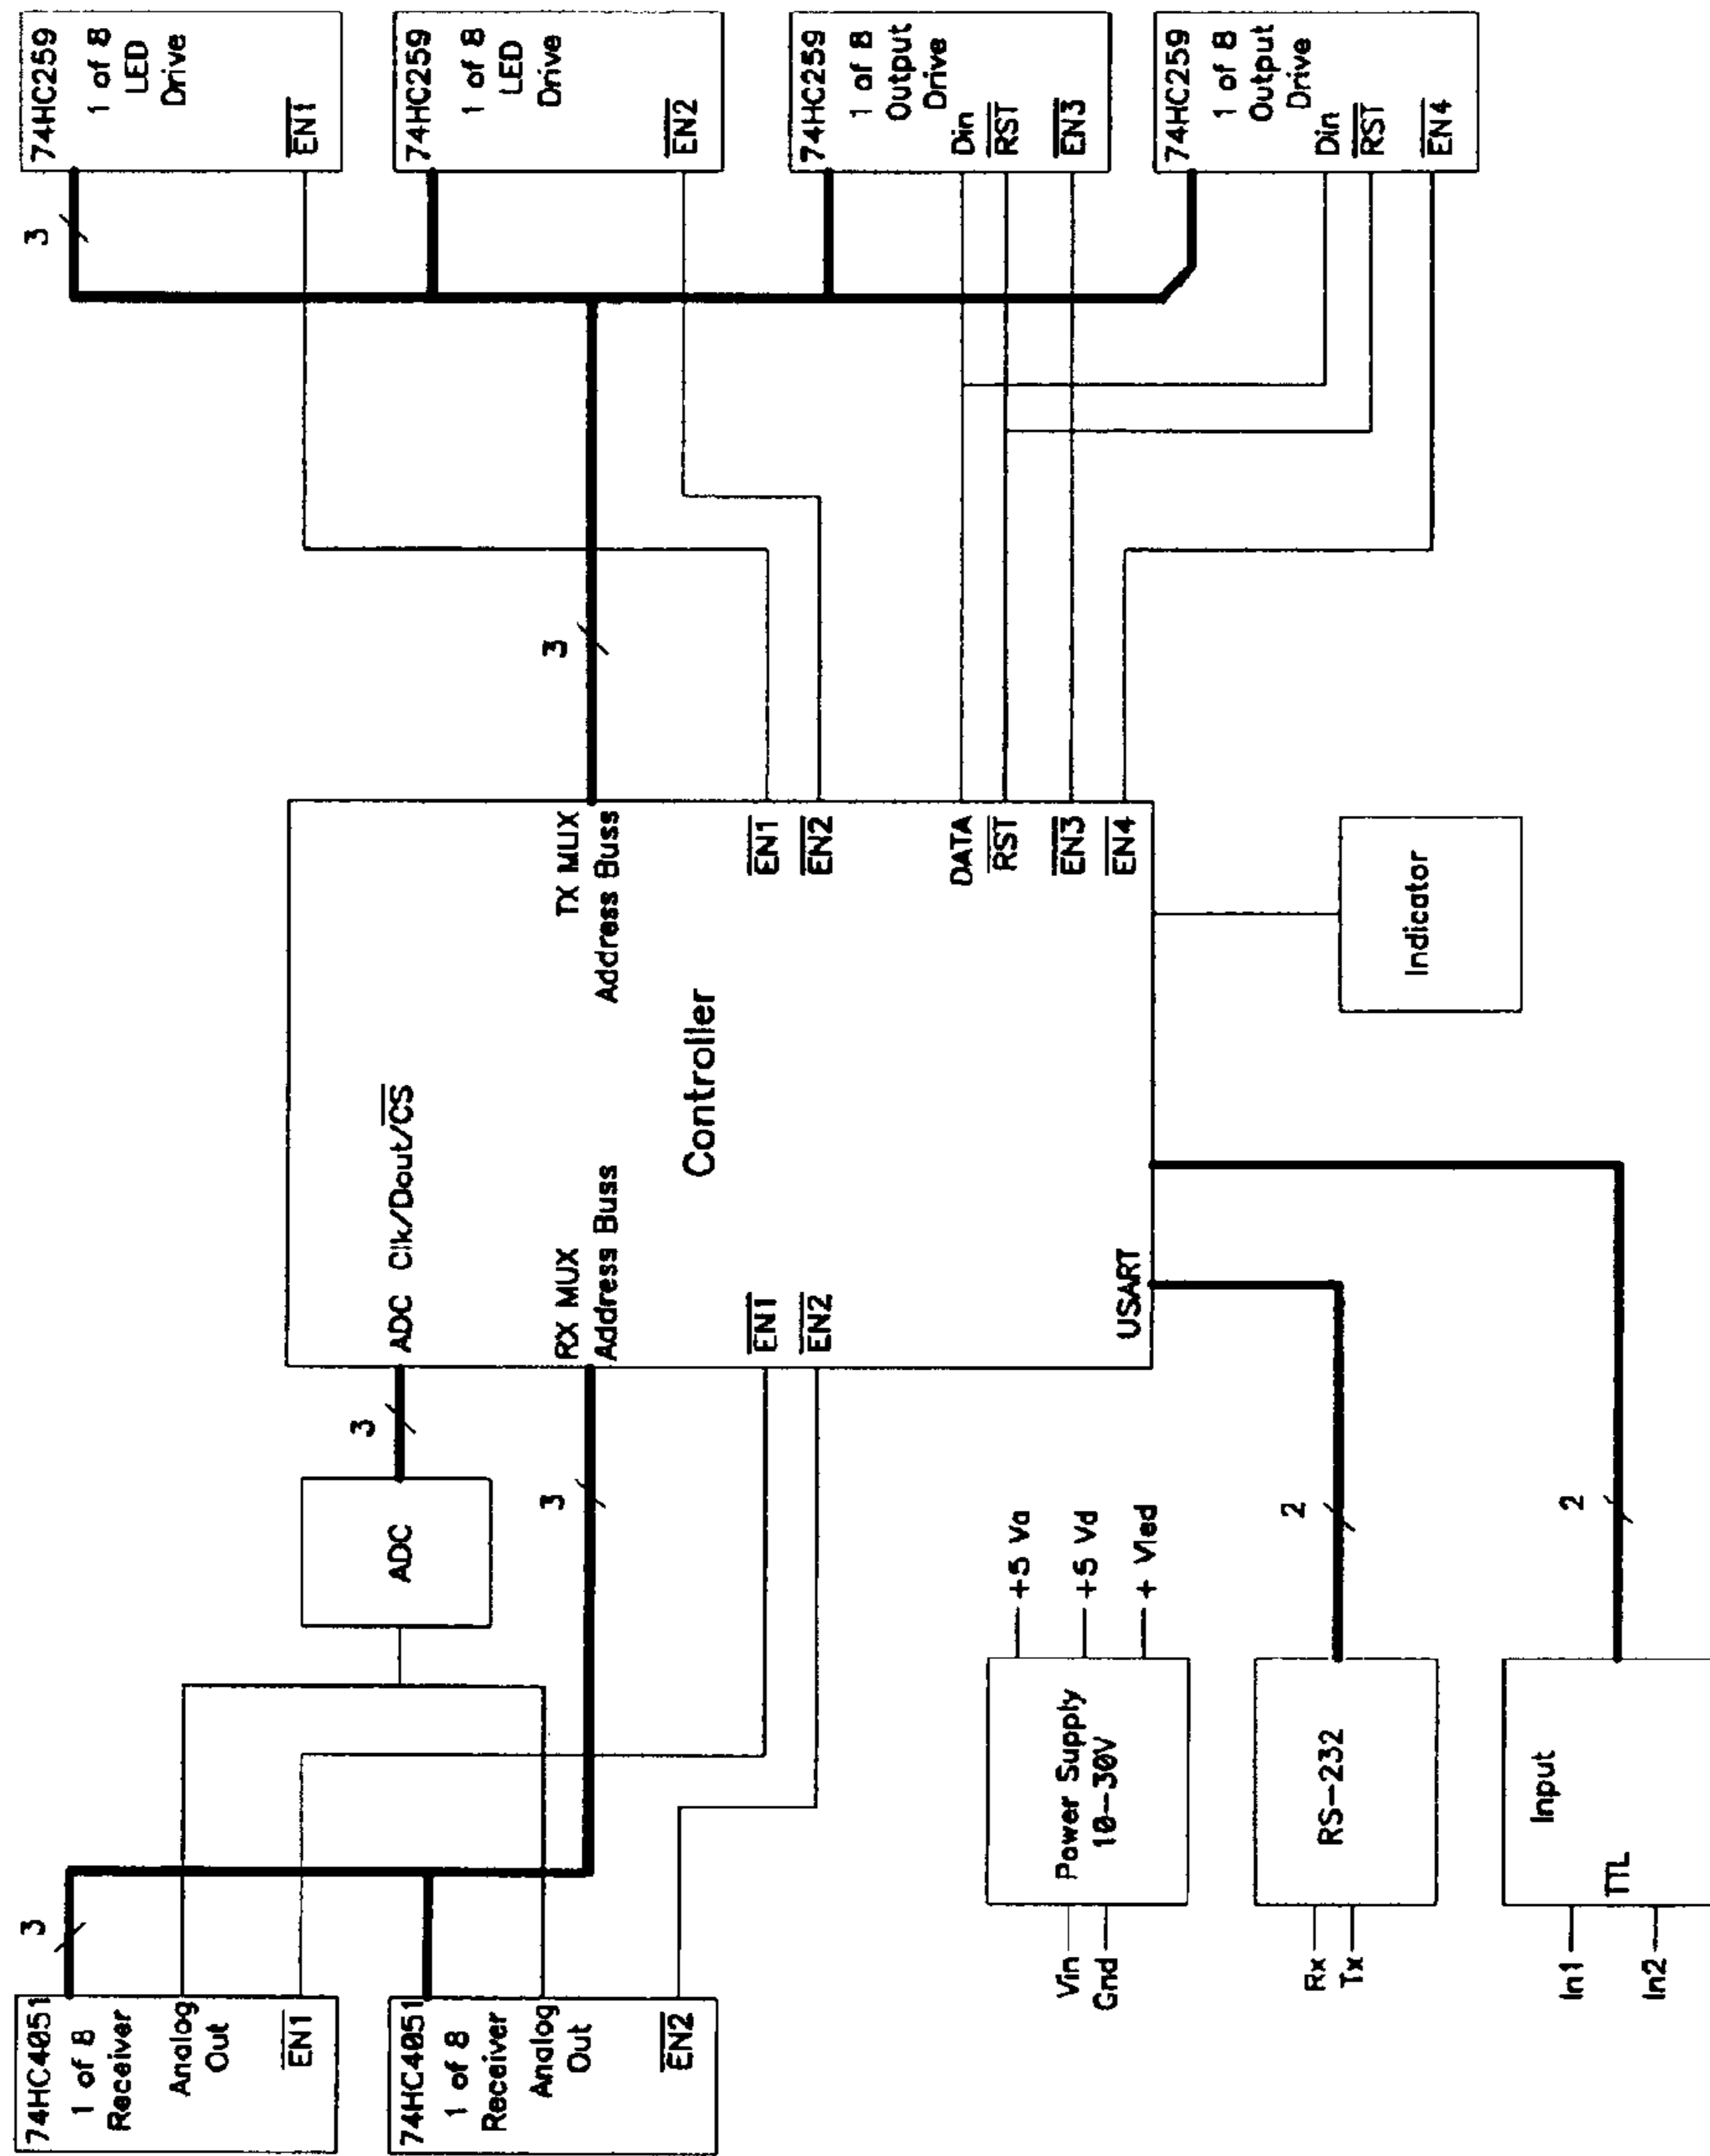 74HC4051
1 of 8
Receiver
Analog
Out
EN1
74HC4051
1 of 8
Receiver
Analog
Out
EN2
3
ADC
3
3
ADC Clk/Dout/CS
RX MUX
Address Buss
EN1
EN2
USART
Controller
TX MUX
Address Buss
EN1
EN2
DATA
RST
EN3
EN4
3
3
74HC259
1 of 8
LED
Drive
EN1
74HC259
1 of 8
LED
Drive
EN2
74HC259
1 of 8
Output
Drive
Din
RST
EN3
74HC259
1 of 8
Output
Drive
Din
RST
EN4
Vin
Gnd
Power Supply
10-30V
+5 Va
+5 Vd
+ Vled
Rx
Tx
RS-232
2
In1
In2
TTL
Input
2
Indicator